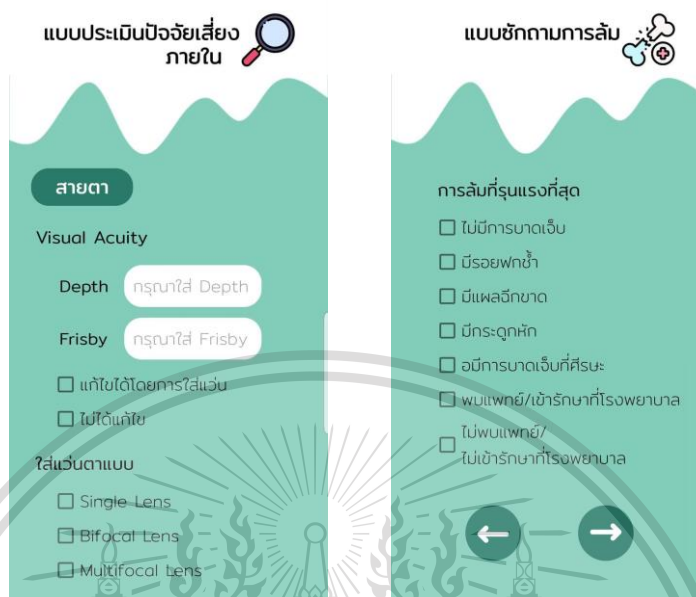 แบบประเมินปัจจัยเสี่ยง
ภายใน
สายตา
Visual Acuity
Depth กรุณาใส่ Depth
Frisby กรุณาใส่ Frisby
แก้ไขได้โดยการใส่แว่น
ไม่ได้แก้ไข
ใส่แว่นตาแบบ
Single Lens
Bifocal Lens
Multifocal Lens
แบบซักถามการล้ม
การล้มที่รุนแรงที่สุด
ไม่มีการบาดเจ็บ
มีรอยฟกช้ำ
มีแผลฉีกขาด
มีกระดูกหัก
อมีการบาดเจ็บที่ศีรษะ
พบแพทย์/เข้ารักษาที่โรงพยาบาล
ไม่พบแพทย์/
ไม่เข้ารักษาที่โรงพยาบาล